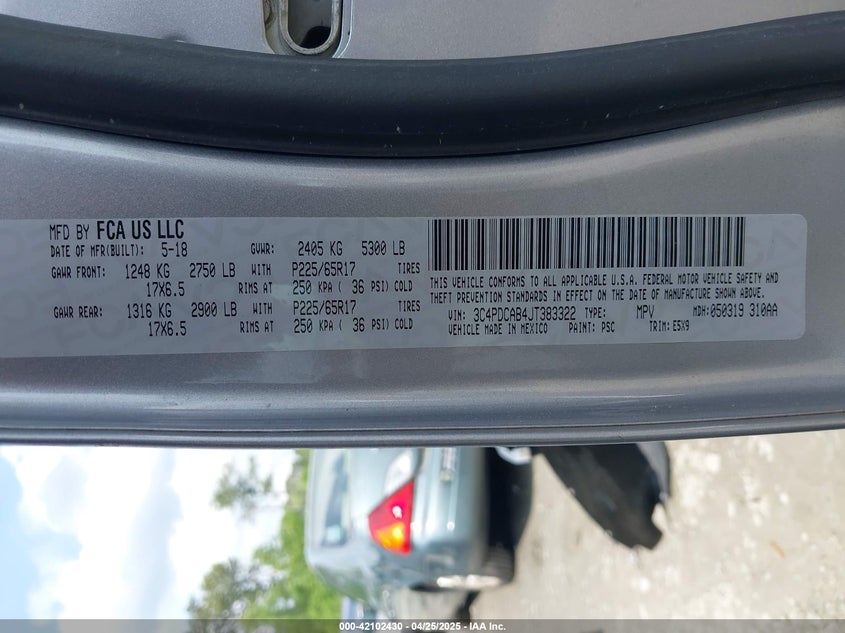 MFD BY FCA US LLC
DATE OF MFR(BUILT): 5-18 GVWR: 2405 KG 5300 LB
GAWR FRONT: 1248 KG 2750 LB WITH P225/65R17 TIRES
17X6.5 RIMS AT 250 KPA ( 36 PSI) COLD
GAWR REAR: 1316 KG 2900 LB WITH P225/65R17 TIRES
17X6.5 RIMS AT 250 KPA ( 36 PSI) COLD
THIS VEHICLE CONFORMS TO ALL APPLICABLE U.S.A. FEDERAL MOTOR VEHICLE SAFETY AND
THEFT PREVENTION STANDARDS IN EFFECT ON THE DATE OF MANUFACTURE SHOWN ABOVE.
VIN: 3C4PDCAB4JT383322 TYPE: MPV MDH: 050319 310AA
VEHICLE MADE IN MEXICO PAINT: PSC TRIM: E5X9
000-42102430 - 04/25/2025 - IAA Inc.